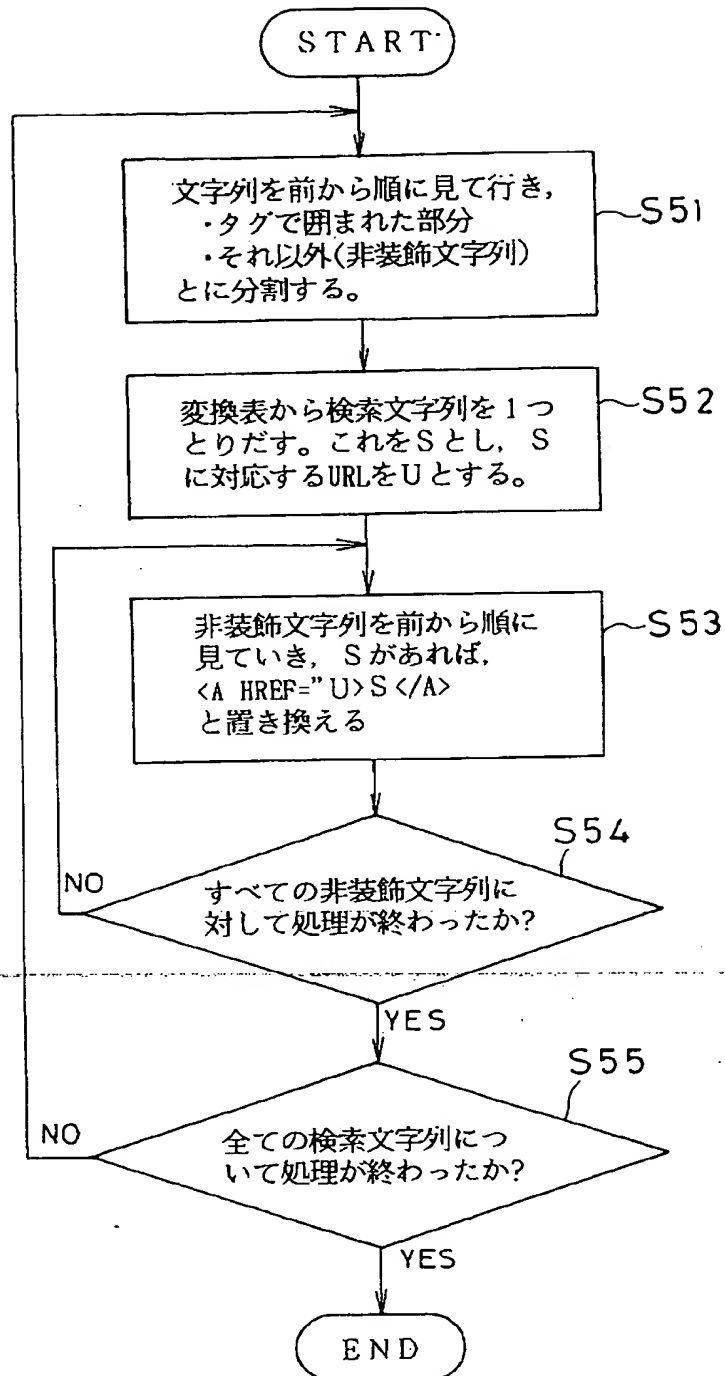 START
文字列を前から順に見て行き,
・タグで囲まれた部分
・それ以外(非装飾文字列)
とに分割する。
S51
変換表から検索文字列を1つ
とりだす。これをSとし, S
に対応するURLをUとする。
S52
非装飾文字列を前から順に
見ていき, Sがあれば,
<A HREF="U>S</A>
と置き換える
S53
S54
NO
すべての非装飾文字列に
対して処理が終わったか?
YES
S55
NO
全ての検索文字列につ
いて処理が終わったか?
YES
END